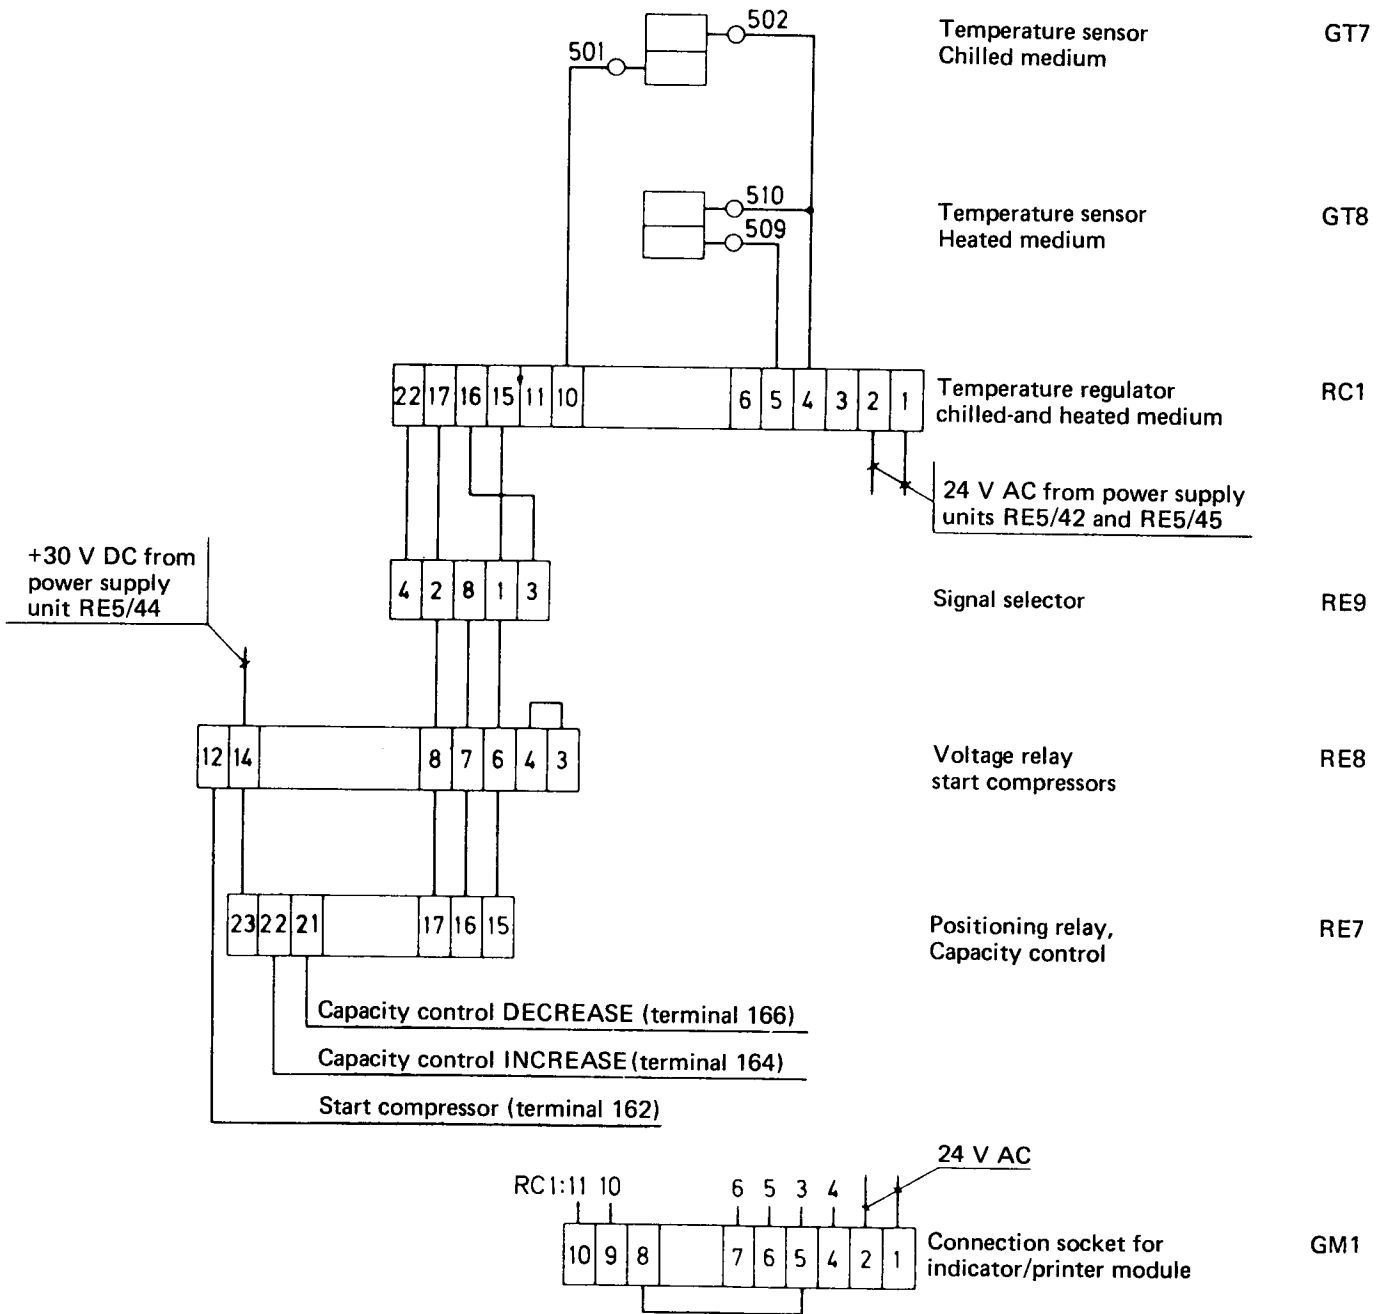 502
Temperature sensor
Chilled medium
GT7
501
510
509
Temperature sensor
Heated medium
GT8
22 17 16 15 11 10 6 5 4 3 2 1
Temperature regulator
chilled-and heated medium
RC1
24 V AC from power supply
units RE5/42 and RE5/45
+30 V DC from
power supply
unit RE5/44
4 2 8 1 3
Signal selector
RE9
12 14 8 7 6 4 3
Voltage relay
start compressors
RE8
23 22 21 17 16 15
Positioning relay,
Capacity control
RE7
Capacity control DECREASE (terminal 166)
Capacity control INCREASE (terminal 164)
Start compressor (terminal 162)
24 V AC
RC1:11 10 6 5 3 4
10 9 8 7 6 5 4 2 1
Connection socket for
indicator/printer module
GM1